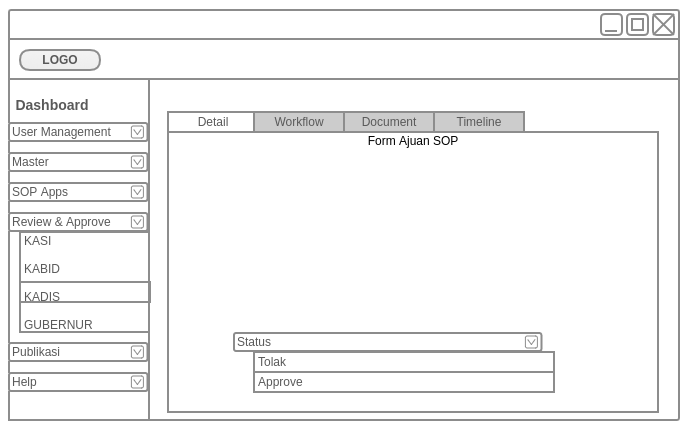 LOGO
Dashboard
User Management
Master
SOP Apps
Review & Approve
KASI
KABID
KADIS
GUBERNUR
Publikasi
Help
Detail Workflow Document Timeline
Form Ajuan SOP
Status
Tolak
Approve